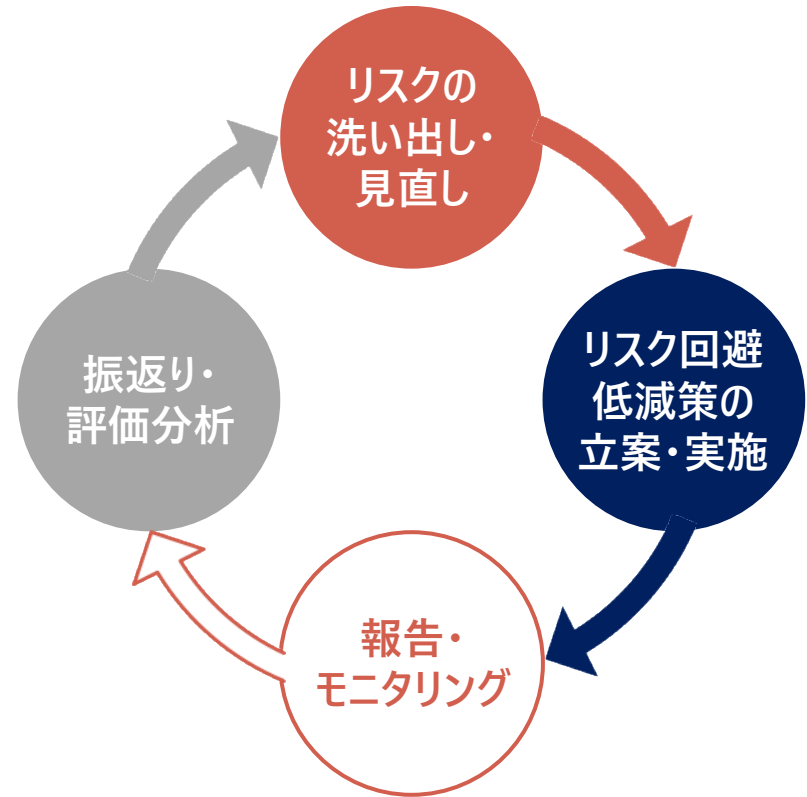 リスクの
洗い出し・
見直し
リスク回避
低減策の
立案・実施
報告・
モニタリング
振返り・
評価分析